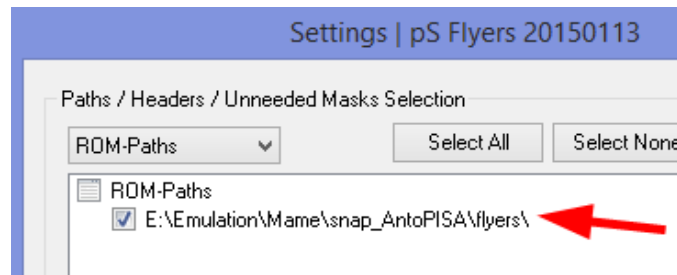 Settings | pS Flyers 20150113
Paths / Headers / Unneeded Masks Selection
ROM-Paths Select All Select None
ROM-Paths
E:\Emulation\Mame\snap_AntoPISA\flyers\